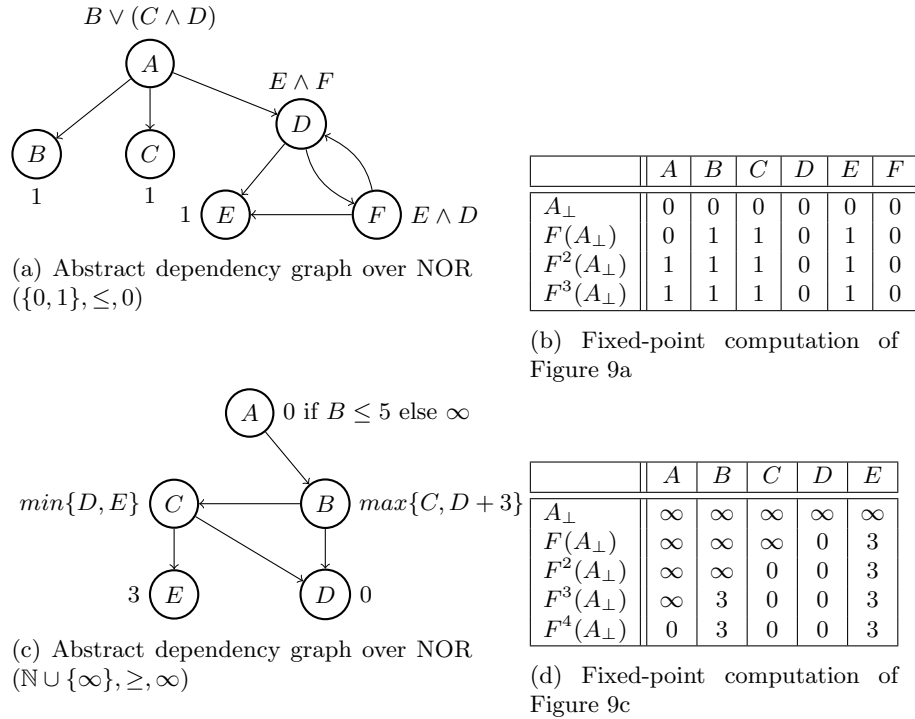 B ∨ (C ∧ D)
A
E ∧ F
D
B
C
1
1
1
E
F
E ∧ D
(a) Abstract dependency graph over NOR
({0, 1}, ≤, 0)
A B C D E F
A⊥ 0 0 0 0 0 0
F(A⊥) 0 1 1 0 1 0
F²(A⊥) 1 1 1 0 1 0
F³(A⊥) 1 1 1 0 1 0
(b) Fixed-point computation of
Figure 9a
A
0 if B ≤ 5 else ∞
min{D, E}
C
B
max{C, D + 3}
3
E
D
0
(c) Abstract dependency graph over NOR
(ℕ ∪ {∞}, ≥, ∞)
A B C D E
A⊥ ∞ ∞ ∞ ∞ ∞
F(A⊥) ∞ ∞ ∞ 0 3
F²(A⊥) ∞ ∞ 0 0 3
F³(A⊥) ∞ 3 0 0 3
F⁴(A⊥) 0 3 0 0 3
(d) Fixed-point computation of
Figure 9c